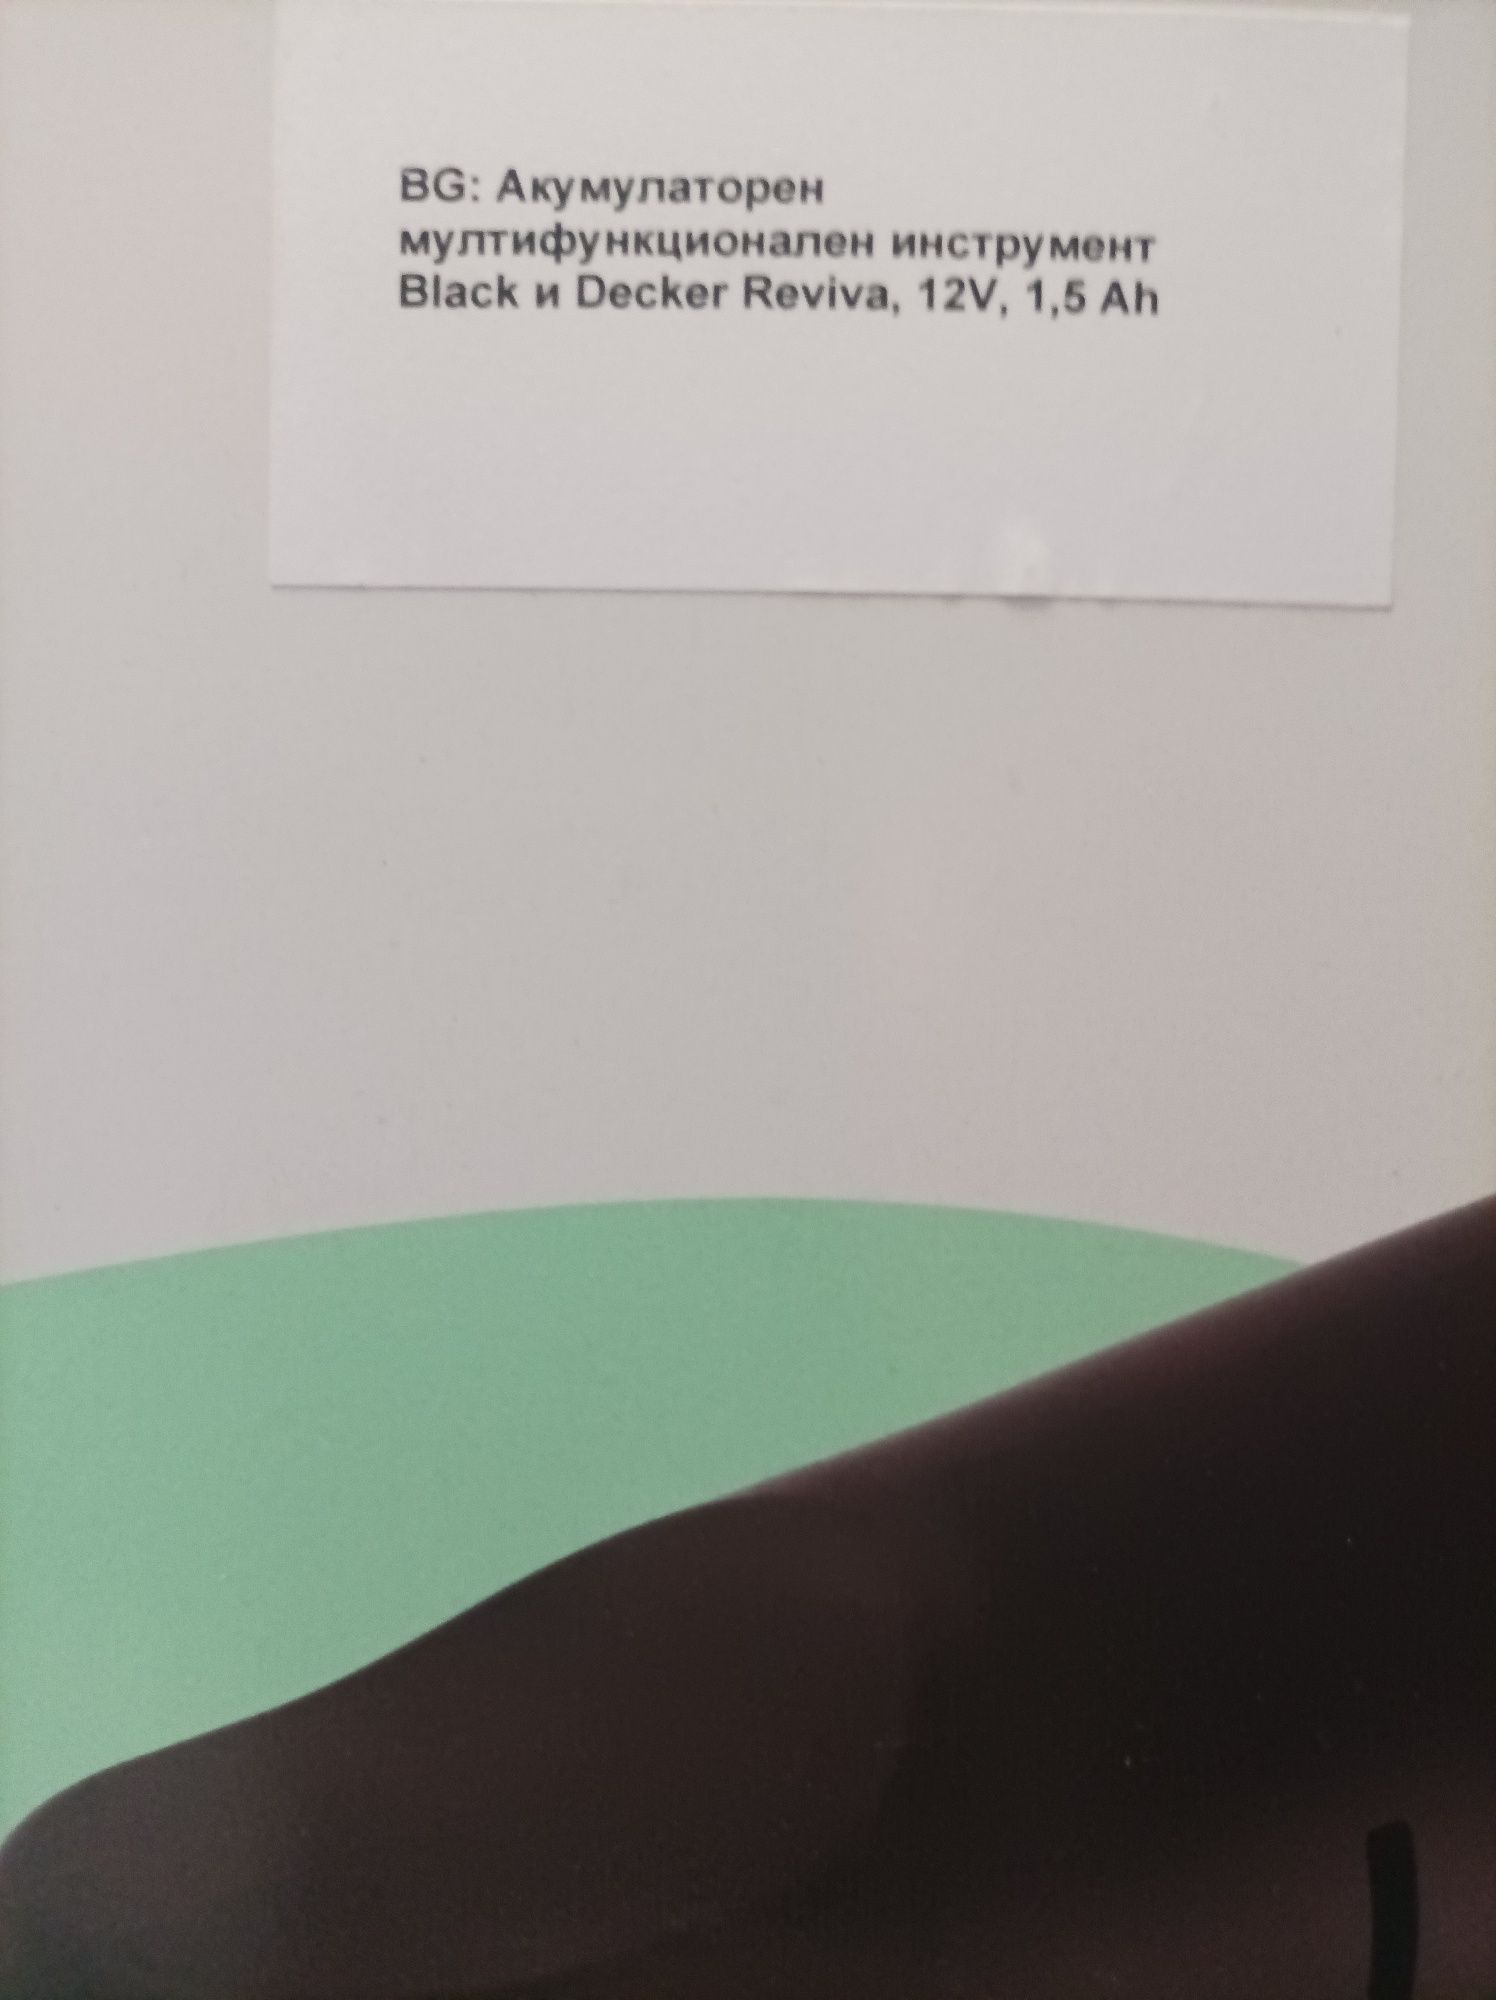 BG: Акумулаторен
мултифункционален инструмент
Black и Decker Reviva, 12V, 1,5 Ah